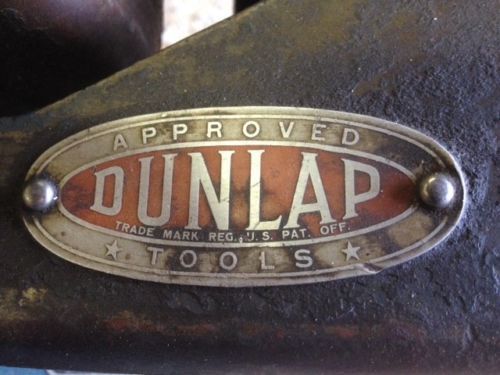 APPROVED
DUNLAP
TRADE MARK REG. U.S. PAT. OFF.
TOOLS